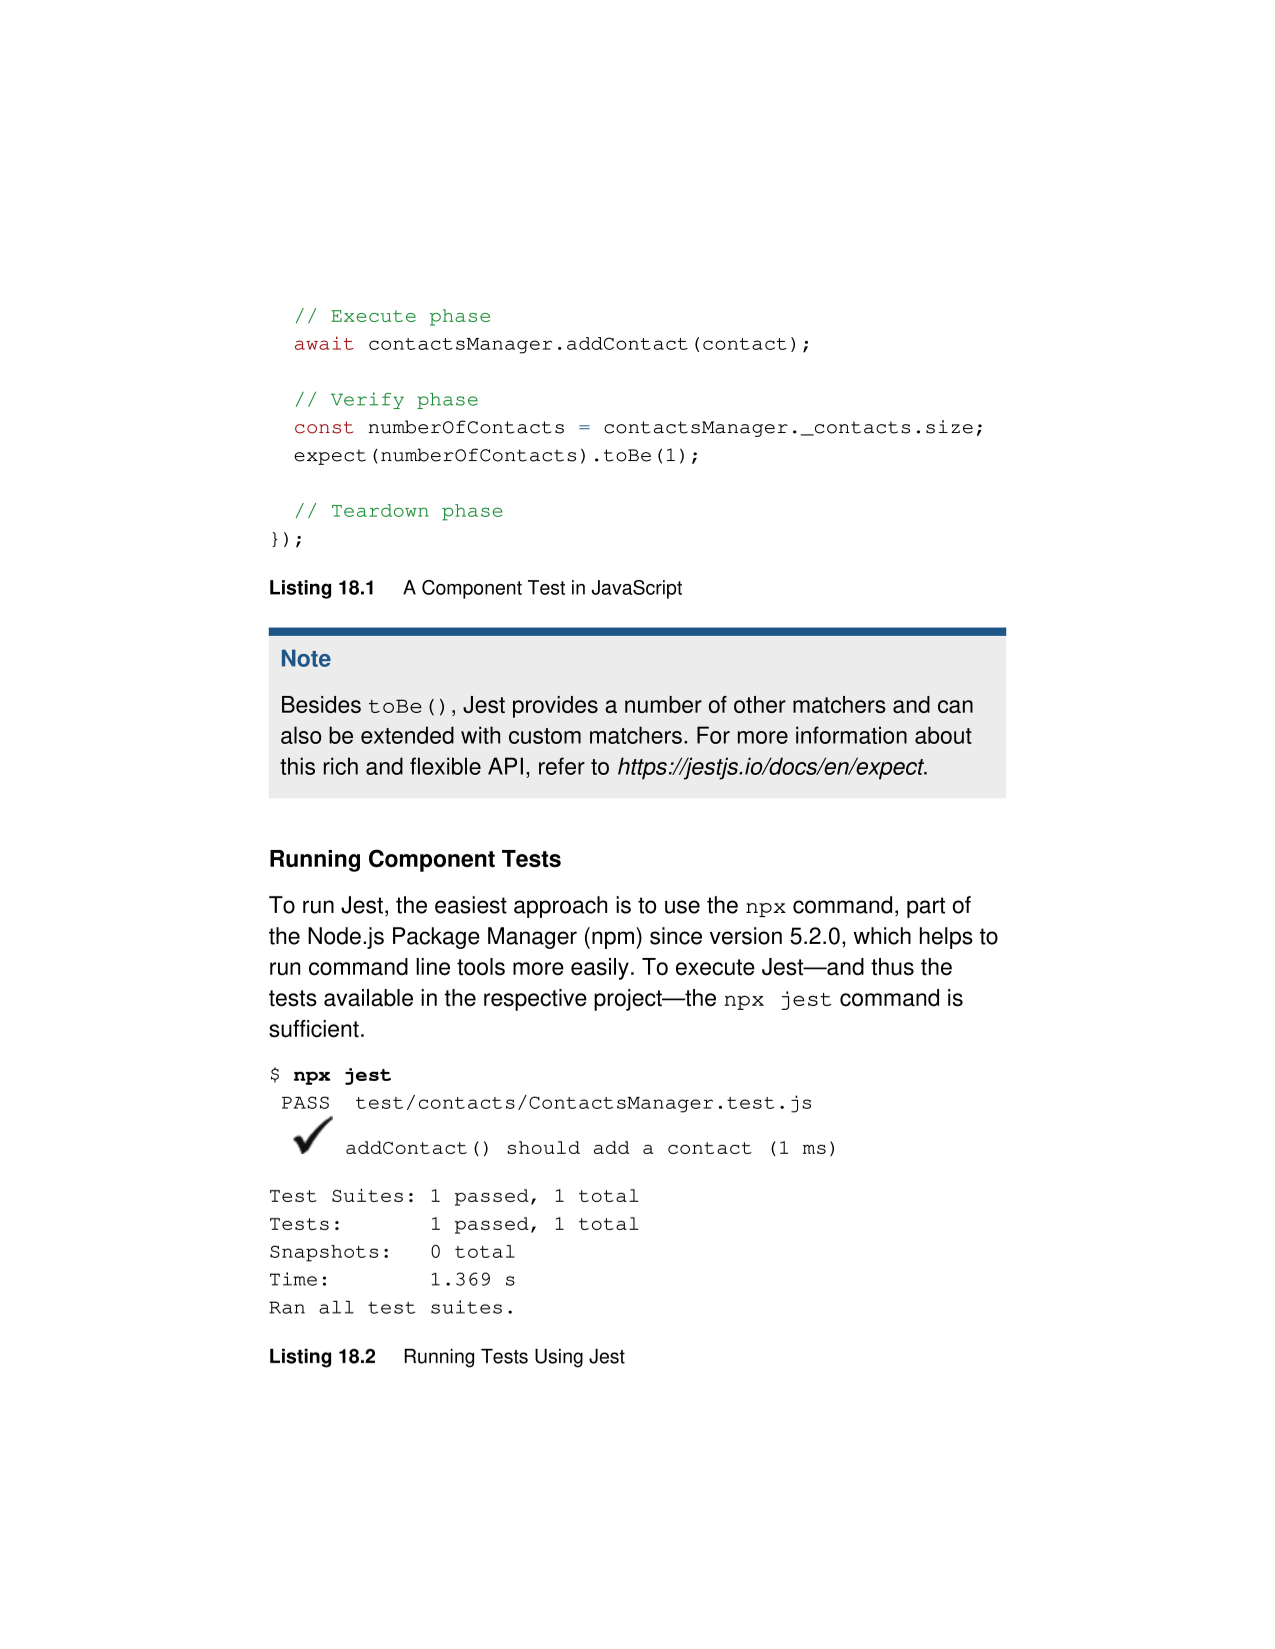 // Execute phase
  await contactsManager.addContact(contact);

  // Verify phase
  const numberOfContacts = contactsManager._contacts.size;
  expect(numberOfContacts).toBe(1);

  // Teardown phase
});
Listing 18.1 A Component Test in JavaScript
Note
Besides toBe(), Jest provides a number of other matchers and can
also be extended with custom matchers. For more information about
this rich and flexible API, refer to https://jestjs.io/docs/en/expect.
Running Component Tests
To run Jest, the easiest approach is to use the npx command, part of
the Node.js Package Manager (npm) since version 5.2.0, which helps to
run command line tools more easily. To execute Jest—and thus the
tests available in the respective project—the npx jest command is
sufficient.
$ npx jest
 PASS  test/contacts/ContactsManager.test.js
  ✓ addContact() should add a contact (1 ms)

Test Suites: 1 passed, 1 total
Tests:       1 passed, 1 total
Snapshots:   0 total
Time:        1.369 s
Ran all test suites.
Listing 18.2 Running Tests Using Jest